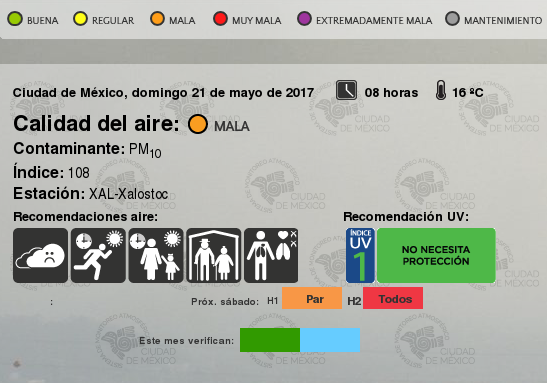 BUENA REGULAR MALA MUY MALA EXTREMADAMENTE MALA MANTENIMIENTO
Ciudad de México, domingo 21 de mayo de 2017 08 horas 16 ºC
Calidad del aire: MALA
Contaminante: PM10
Índice: 108
Estación: XAL-Xalostoc
Recomendaciones aire: Recomendación UV:
ÍNDICE
UV
1
NO NECESITA
PROTECCIÓN
: Próx. sábado: H1 Par H2 Todos
Este mes verifican: